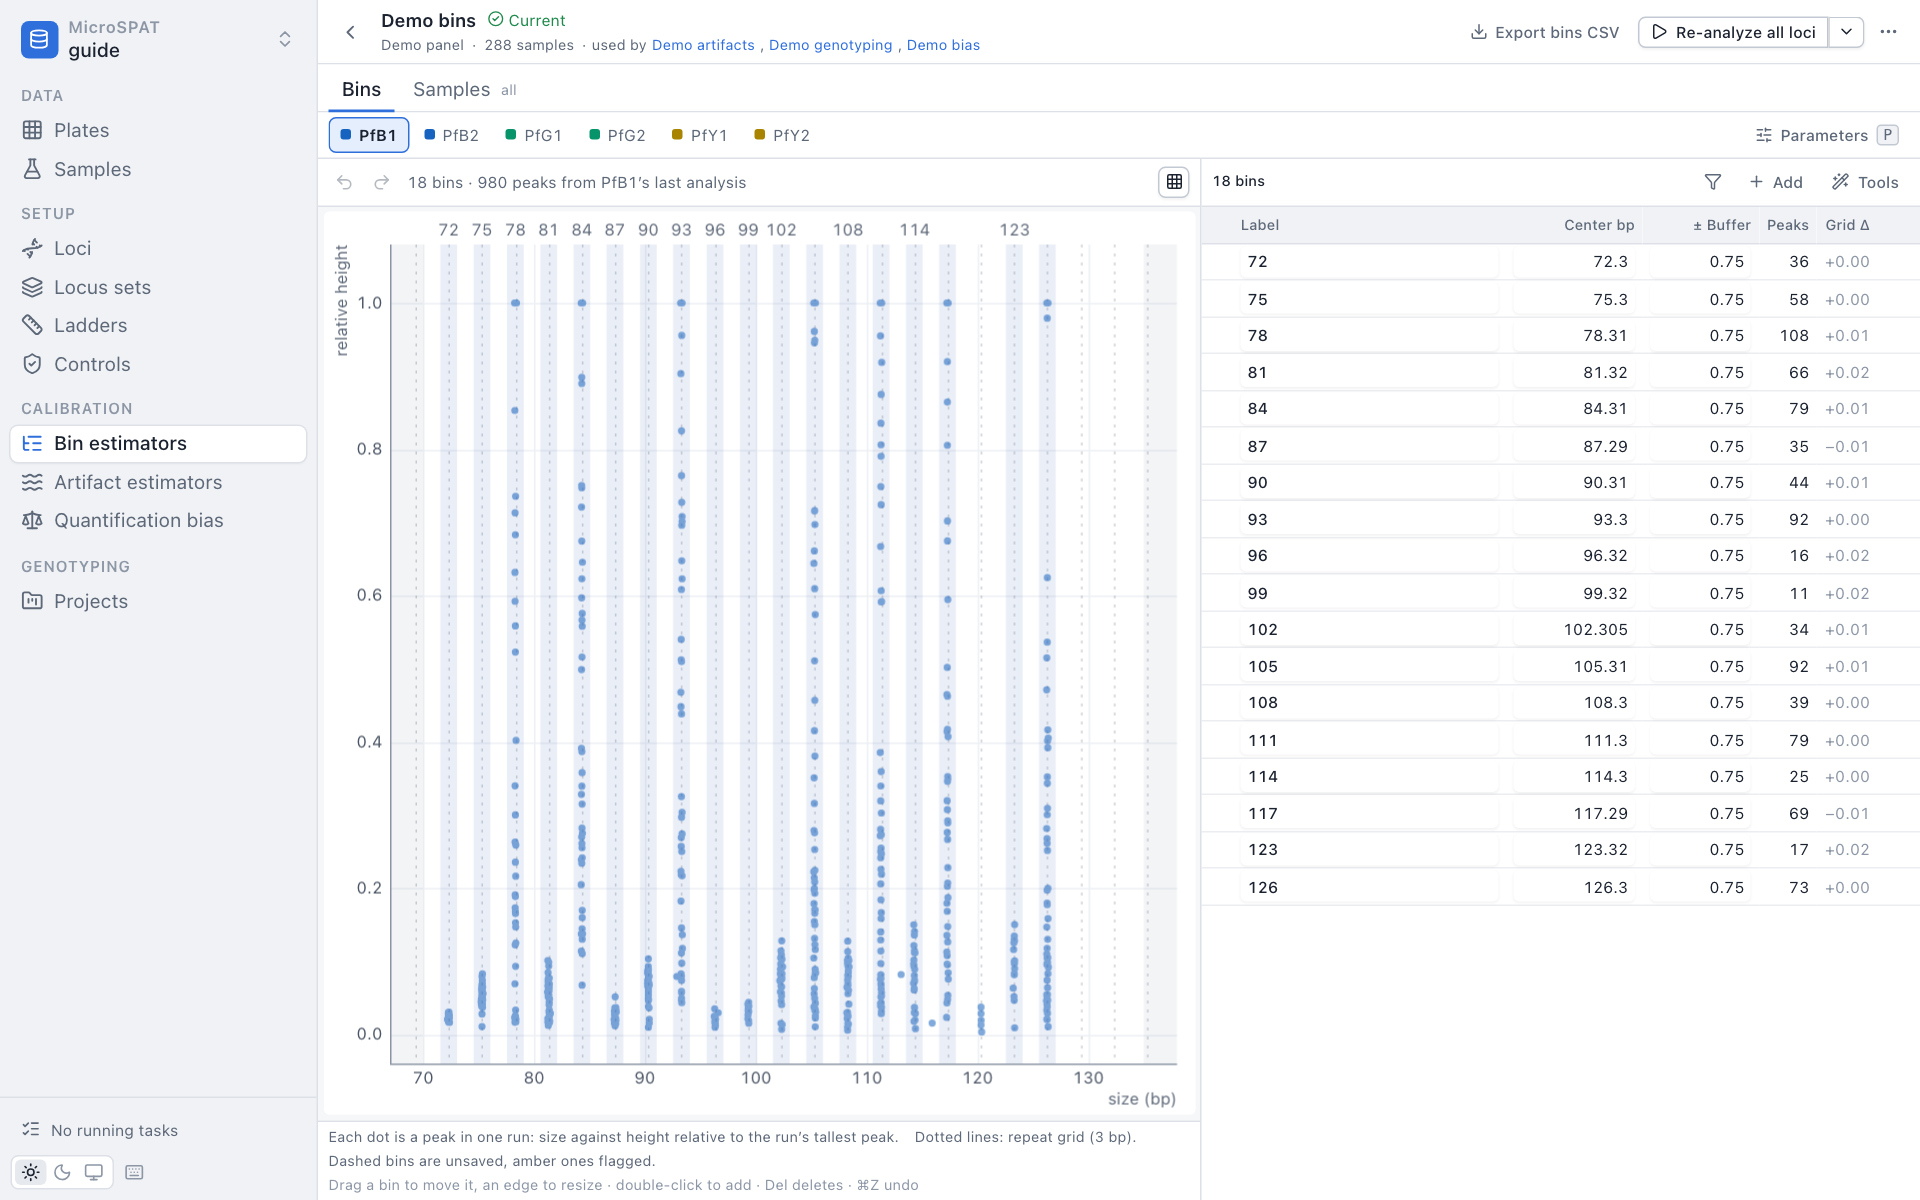 MicroSPAT
guide
DATA
Plates
Samples
SETUP
Loci
Locus sets
Ladders
Controls
CALIBRATION
Bin estimators
Artifact estimators
Quantification bias
GENOTYPING
Projects
No running tasks
Demo bins Current
Demo panel · 288 samples · used by Demo artifacts , Demo genotyping , Demo bias
Export bins CSV
Re-analyze all loci
Bins Samples all
PfB1 PfB2 PfG1 PfG2 PfY1 PfY2
Parameters P
18 bins · 980 peaks from PfB1’s last analysis
72 75 78 81 84 87 90 93 96 99 102 108 114 123
relative height
1.0
0.8
0.6
0.4
0.2
0.0
70 80 90 100 110 120 130
size (bp)
Each dot is a peak in one run: size against height relative to the run’s tallest peak. Dotted lines: repeat grid (3 bp).
Dashed bins are unsaved, amber ones flagged.
Drag a bin to move it, an edge to resize · double-click to add · Del deletes · ⌘Z undo
18 bins
Add Tools
Label Center bp ± Buffer Peaks Grid Δ
72 72.3 0.75 36 +0.00
75 75.3 0.75 58 +0.00
78 78.31 0.75 108 +0.01
81 81.32 0.75 66 +0.02
84 84.31 0.75 79 +0.01
87 87.29 0.75 35 −0.01
90 90.31 0.75 44 +0.01
93 93.3 0.75 92 +0.00
96 96.32 0.75 16 +0.02
99 99.32 0.75 11 +0.02
102 102.305 0.75 34 +0.01
105 105.31 0.75 92 +0.01
108 108.3 0.75 39 +0.00
111 111.3 0.75 79 +0.00
114 114.3 0.75 25 +0.00
117 117.29 0.75 69 −0.01
123 123.32 0.75 17 +0.02
126 126.3 0.75 73 +0.00